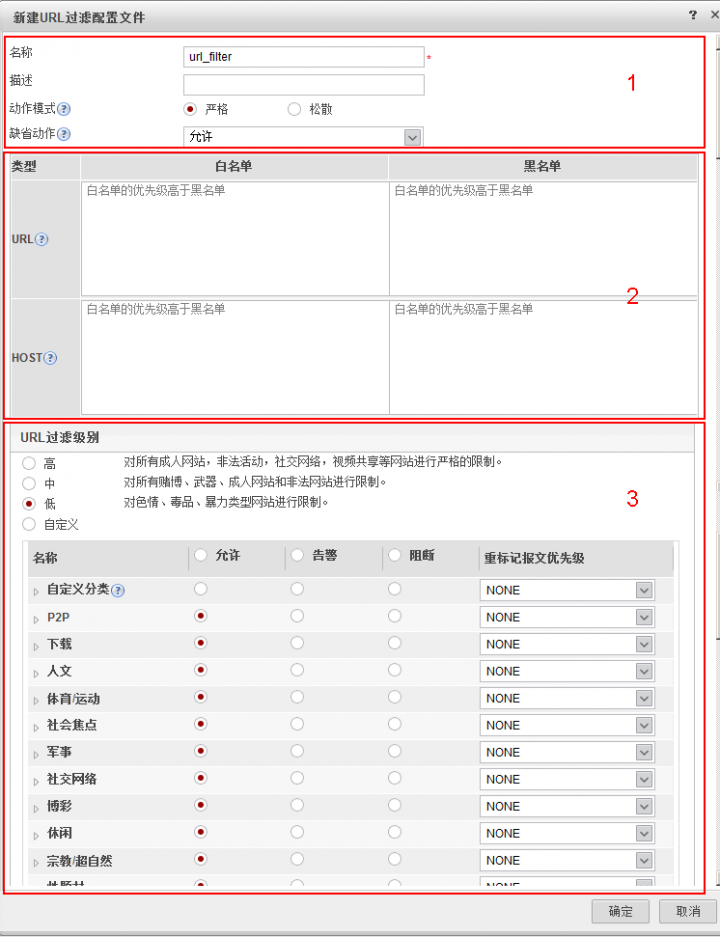 新建URL过滤配置文件
? ×
名称 url_filter *
描述
动作模式 ? 严格 松散
缺省动作 ? 允许
1
类型 白名单 黑名单
URL ? 白名单的优先级高于黑名单 白名单的优先级高于黑名单
2
HOST ? 白名单的优先级高于黑名单 白名单的优先级高于黑名单
URL过滤级别
高 对所有成人网站，非法活动，社交网络，视频共享等网站进行严格的限制。
中 对所有赌博、武器、成人网站和非法网站进行限制。
低 对色情、毒品、暴力类型网站进行限制。
3
自定义
名称 允许 告警 阻断 重标记报文优先级
自定义分类 ? NONE
P2P NONE
下载 NONE
人文 NONE
体育/运动 NONE
社会焦点 NONE
军事 NONE
社交网络 NONE
博彩 NONE
休闲 NONE
宗教/超自然 NONE
NONE
确定 取消